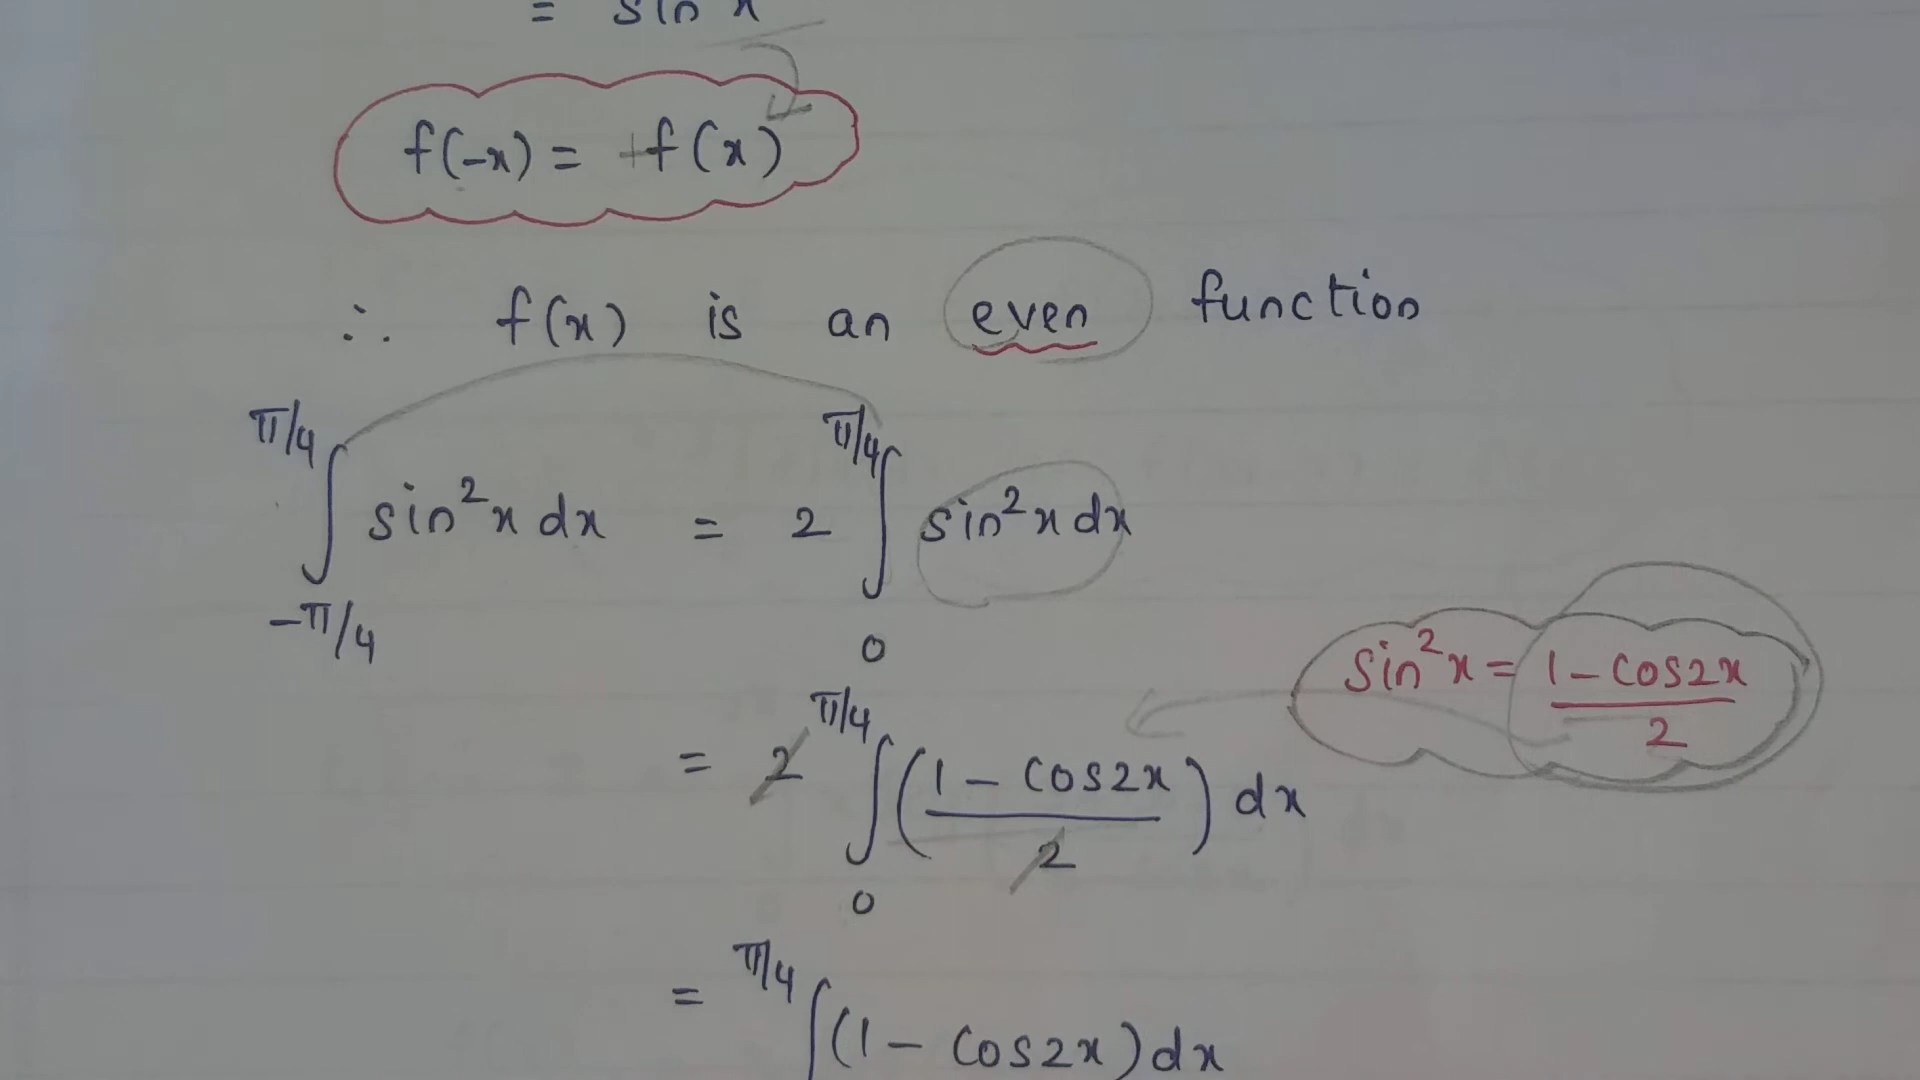 = sin x
f(-x) = +f(x)
∴ f(x) is an even function
∫_{-π/4}^{π/4} sin²x dx = 2 ∫_{0}^{π/4} sin²x dx
sin²x = (1 - cos2x)/2
= 2 ∫_{0}^{π/4} ((1 - cos2x)/2) dx
= ∫^{π/4} (1 - cos2x) dx